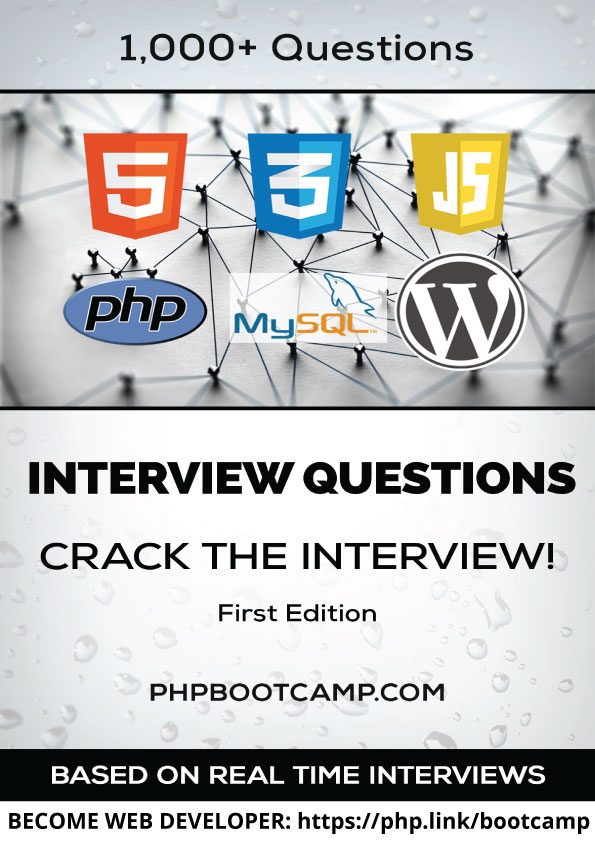 1,000+ Questions
5
3
JS
php
MySQL™
W
INTERVIEW QUESTIONS
CRACK THE INTERVIEW!
First Edition
PHPBOOTCAMP.COM
BASED ON REAL TIME INTERVIEWS
BECOME WEB DEVELOPER: https://php.link/bootcamp